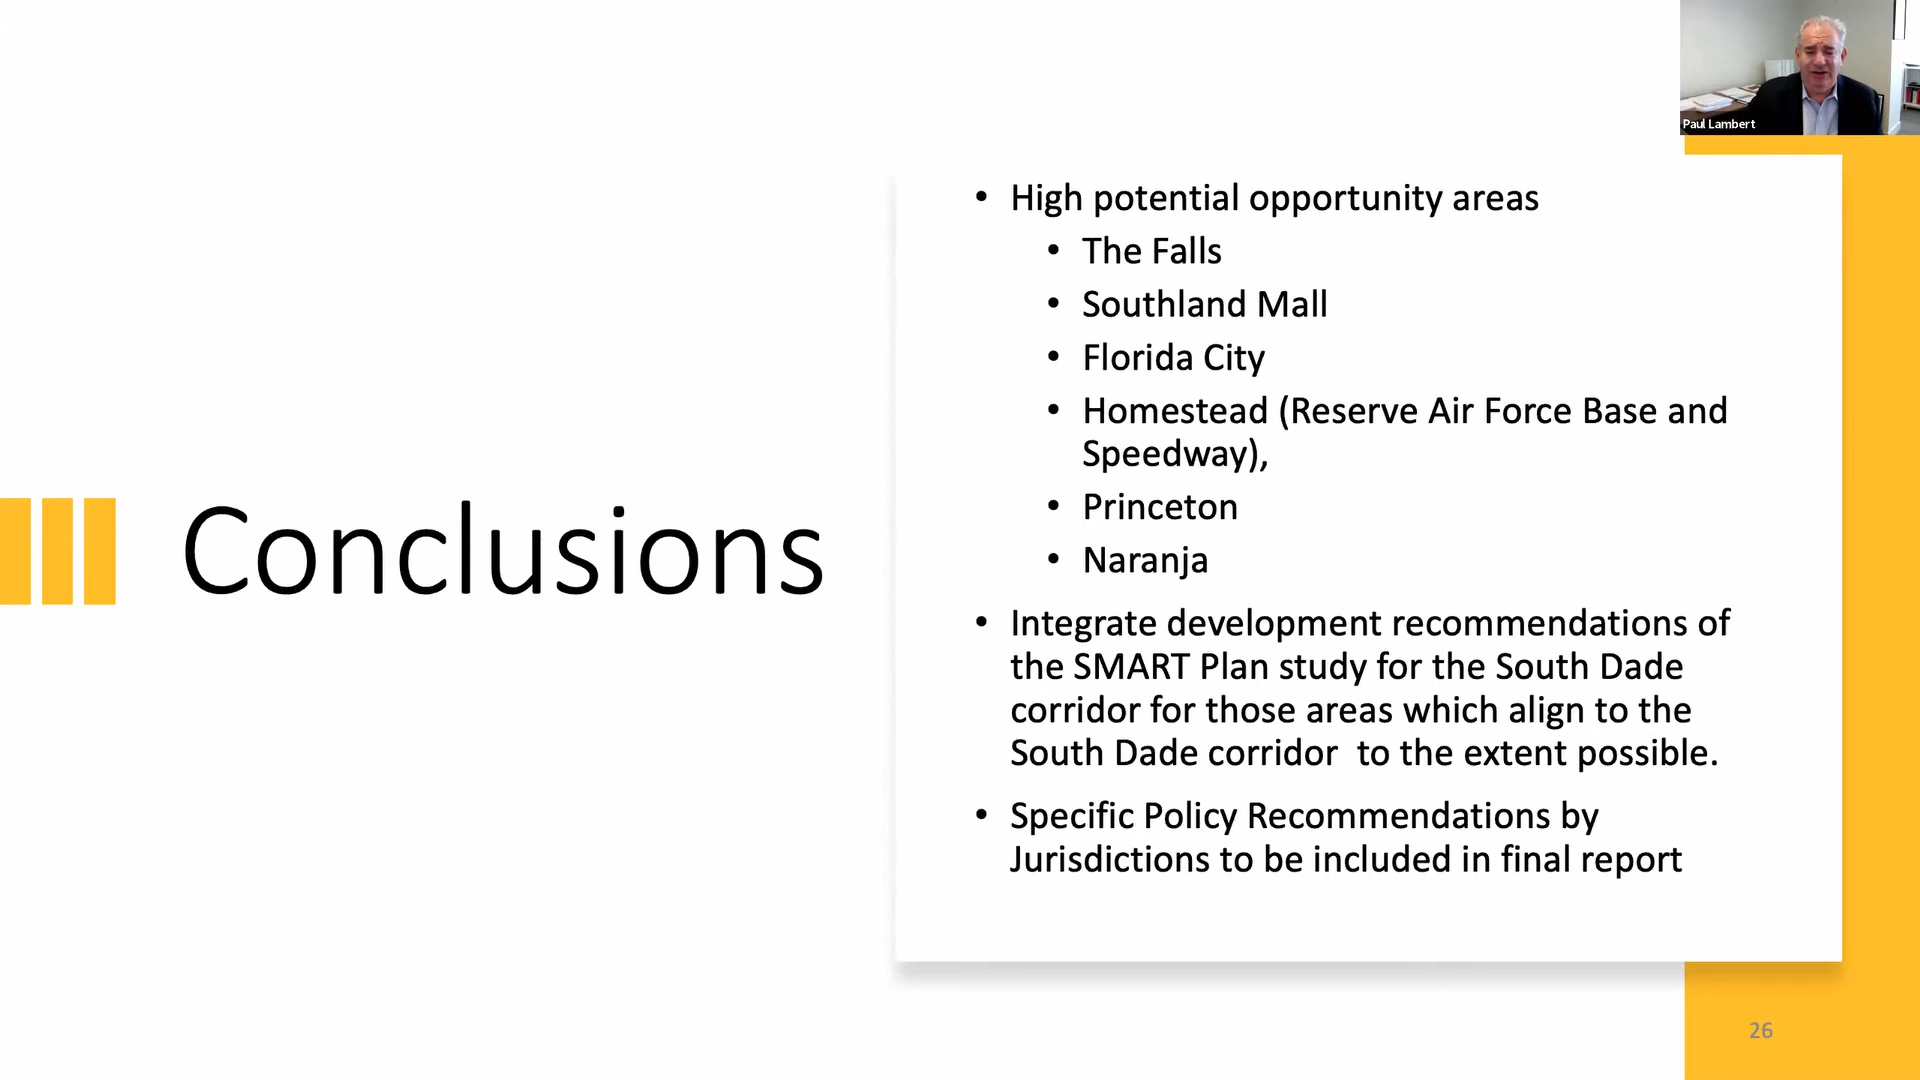 Paul Lambert
Conclusions
• High potential opportunity areas
• The Falls
• Southland Mall
• Florida City
• Homestead (Reserve Air Force Base and
Speedway),
• Princeton
• Naranja
• Integrate development recommendations of
the SMART Plan study for the South Dade
corridor for those areas which align to the
South Dade corridor  to the extent possible.
• Specific Policy Recommendations by
Jurisdictions to be included in final report
26